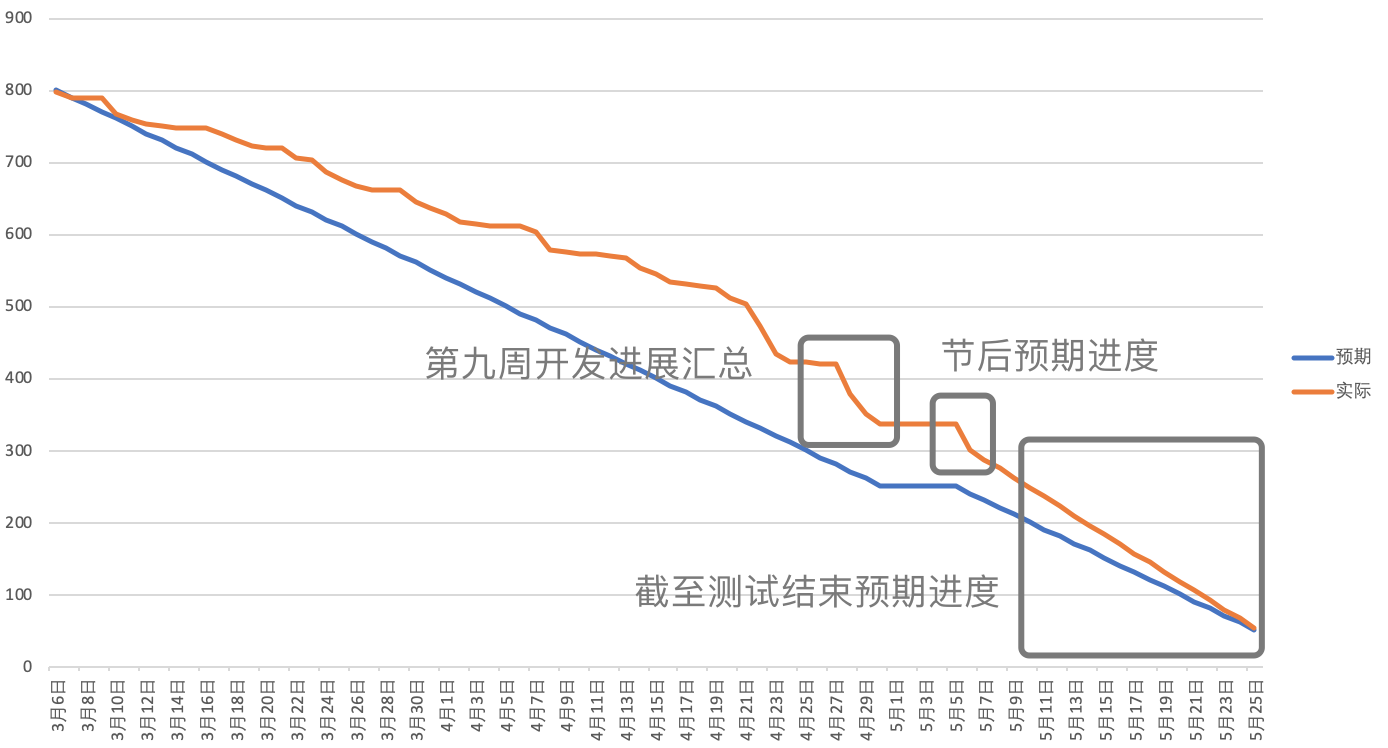 900
800
700
600
500
400
300
200
100
0
第九周开发进展汇总
节后预期进度
截至测试结束预期进度
预期
实际
3月6日
3月8日
3月10日
3月12日
3月14日
3月16日
3月18日
3月20日
3月22日
3月24日
3月26日
3月28日
3月30日
4月1日
4月3日
4月5日
4月7日
4月9日
4月11日
4月13日
4月15日
4月17日
4月19日
4月21日
4月23日
4月25日
4月27日
4月29日
5月1日
5月3日
5月5日
5月7日
5月9日
5月11日
5月13日
5月15日
5月17日
5月19日
5月21日
5月23日
5月25日